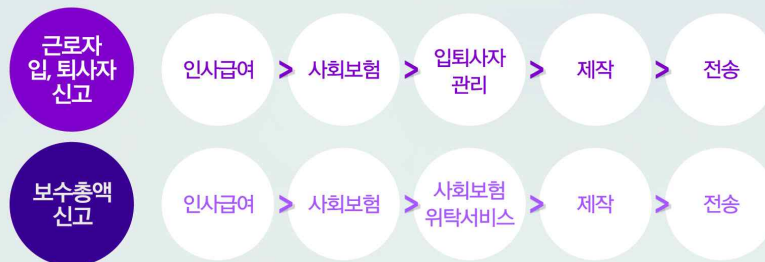 근로자
입, 퇴사자
신고
인사급여 > 사회보험 > 입퇴사자
관리 > 제작 > 전송
보수총액
신고
인사급여 > 사회보험 > 사회보험
위탁서비스 > 제작 > 전송